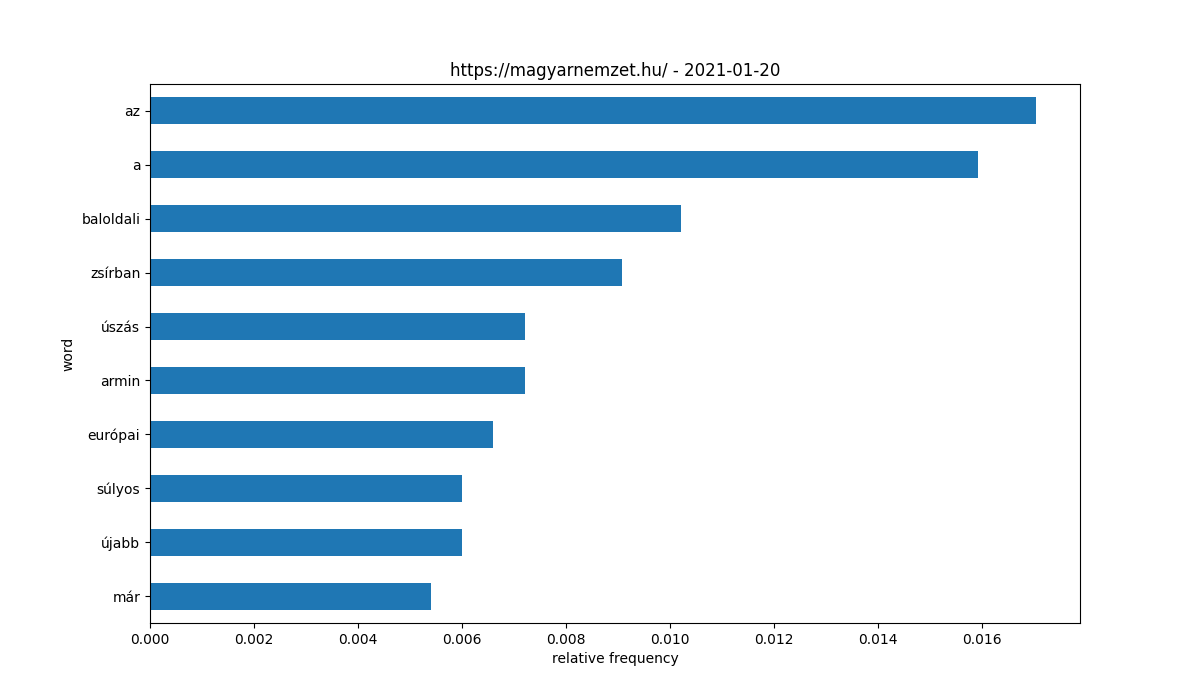 https://magyarnemzet.hu/ - 2021-01-20
az
a
baloldali
zsírban
úszás
armin
európai
súlyos
újabb
már
word
0.000 0.002 0.004 0.006 0.008 0.010 0.012 0.014 0.016
relative frequency